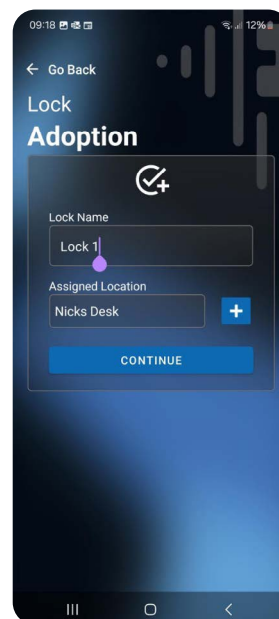 09:18 12%
Go Back
Lock
Adoption
Lock Name
Lock 1
Assigned Location
Nicks Desk
CONTINUE